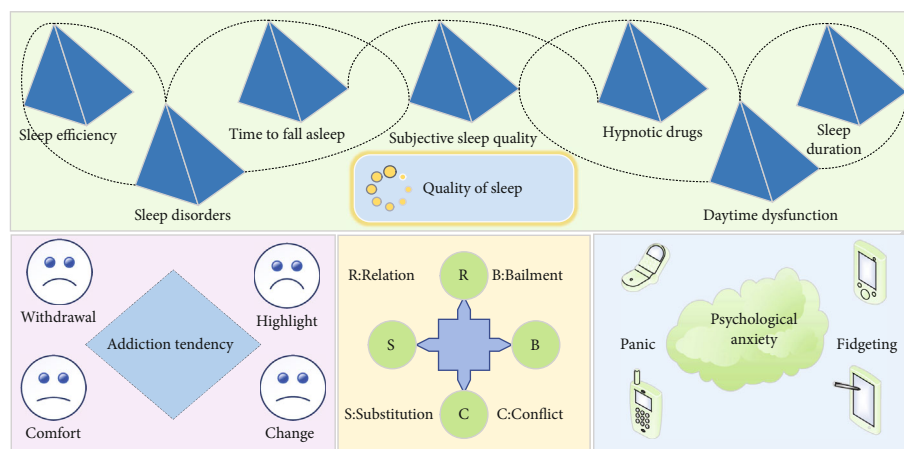 Sleep efficiency
Time to fall asleep
Subjective sleep quality
Hypnotic drugs
Sleep
duration
Sleep disorders
Quality of sleep
Daytime dysfunction
Withdrawal
Highlight
Addiction tendency
Comfort
Change
R:Relation
R
B:Bailment
S
B
S:Substitution
C
C:Conflict
Psychological
anxiety
Panic
Fidgeting